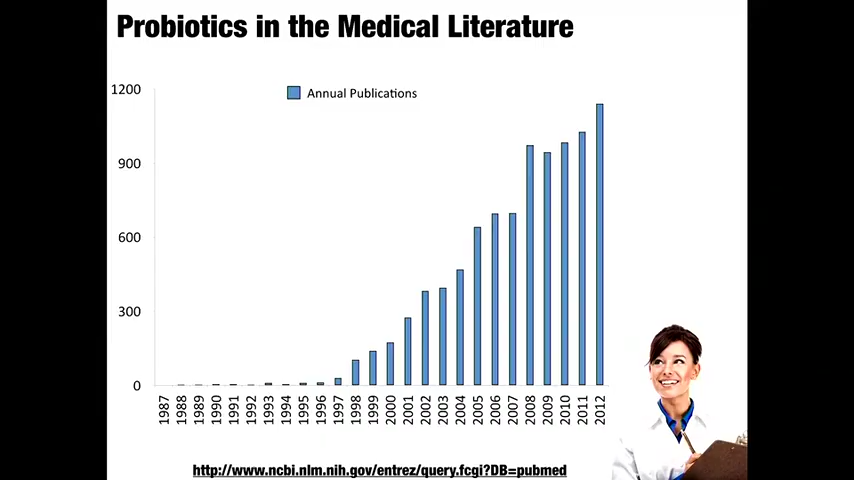 Probiotics in the Medical Literature
Annual Publications
1200
900
600
300
0
1987 1988 1989 1990 1991 1992 1993 1994 1995 1996 1997 1998 1999 2000 2001 2002 2003 2004 2005 2006 2007 2008 2009 2010 2011 2012
http://www.ncbi.nlm.nih.gov/entrez/query.fcgi?DB=pubmed